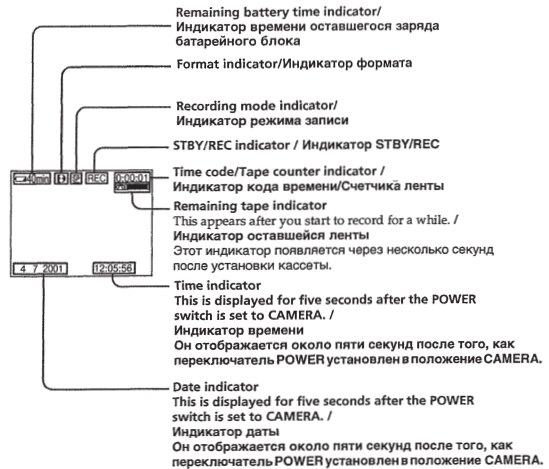 Remaining battery time indicator/
Индикатор времени оставшегося заряда
батарейного блока
Format indicator/Индикатор формата
Recording mode indicator/
Индикатор режима записи
STBY/REC indicator / Индикатор STBY/REC
40min REC 0:00:01
Time code/Tape counter indicator /
Индикатор кода времени/Счетчика ленты
Remaining tape indicator
This appears after you start to record for a while. /
Индикатор оставшейся ленты
Этот индикатор появляется через несколько секунд
после установки кассеты.
4 7 2001 12:05:56
Time indicator
This is displayed for five seconds after the POWER
switch is set to CAMERA. /
Индикатор времени
Он отображается около пяти секунд после того, как
переключатель POWER установлен в положение CAMERA.
Date indicator
This is displayed for five seconds after the POWER
switch is set to CAMERA. /
Индикатор даты
Он отображается около пяти секунд после того, как
переключатель POWER установлен в положение CAMERA.